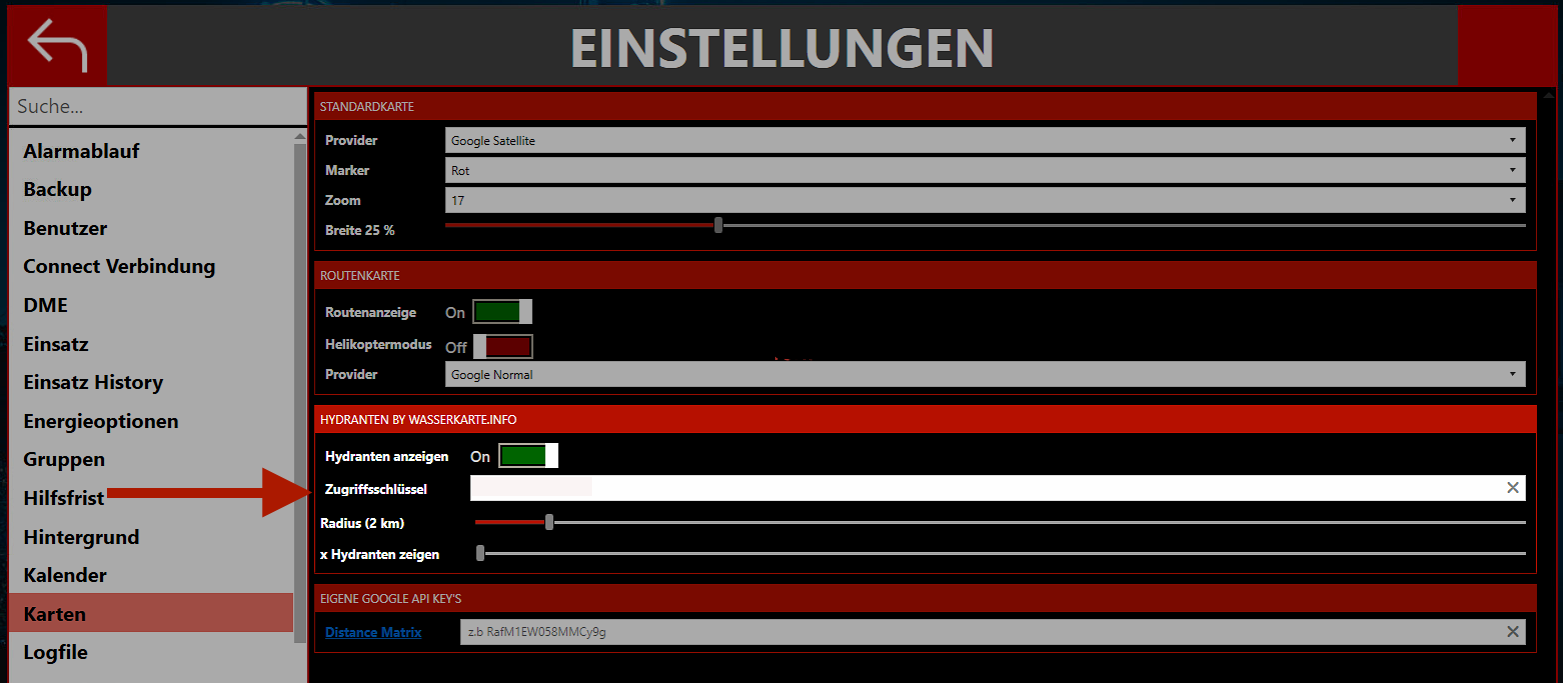 EINSTELLUNGEN
Suche...
Alarmablauf
Backup
Benutzer
Connect Verbindung
DME
Einsatz
Einsatz History
Energieoptionen
Gruppen
Hilfsfrist
Hintergrund
Kalender
Karten
Logfile
STANDARDKARTE
Provider Google Satellite
Marker Rot
Zoom 17
Breite 25 %
ROUTENKARTE
Routenanzeige On
Helikoptermodus Off
Provider Google Normal
HYDRANTEN BY WASSERKARTE.INFO
Hydranten anzeigen On
Zugriffsschlüssel
Radius (2 km)
x Hydranten zeigen
EIGENE GOOGLE API KEY'S
Distance Matrix z.b RafM1EW058MMCy9g